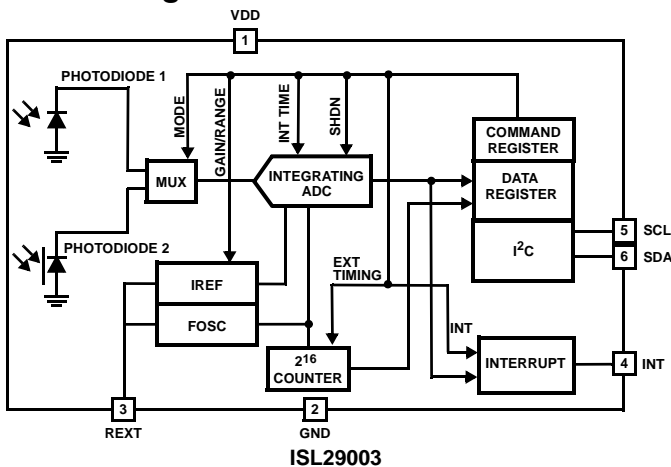 VDD
1
PHOTODIODE 1
MODE
GAIN/RANGE
INT TIME
SHDN
COMMAND
REGISTER
MUX
INTEGRATING
ADC
DATA
REGISTER
PHOTODIODE 2
I²C
5 SCL
6 SDA
EXT
TIMING
IREF
FOSC
INT
2¹⁶
COUNTER
INTERRUPT
4 INT
3
REXT
2
GND
ISL29003